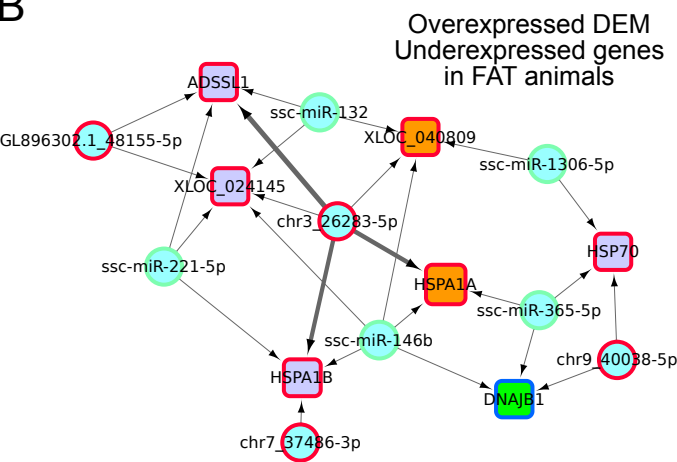 B
Overexpressed DEM
Underexpressed genes
in FAT animals
ADSSL1
ssc-miR-132
GL896302.1_48155-5p
XLOC_040809
ssc-miR-1306-5p
XLOC_024145
chr3_26283-5p
HSP70
ssc-miR-221-5p
HSPA1A
ssc-miR-365-5p
ssc-miR-146b
chr9_40038-5p
HSPA1B
DNAJB1
chr7_37486-3p